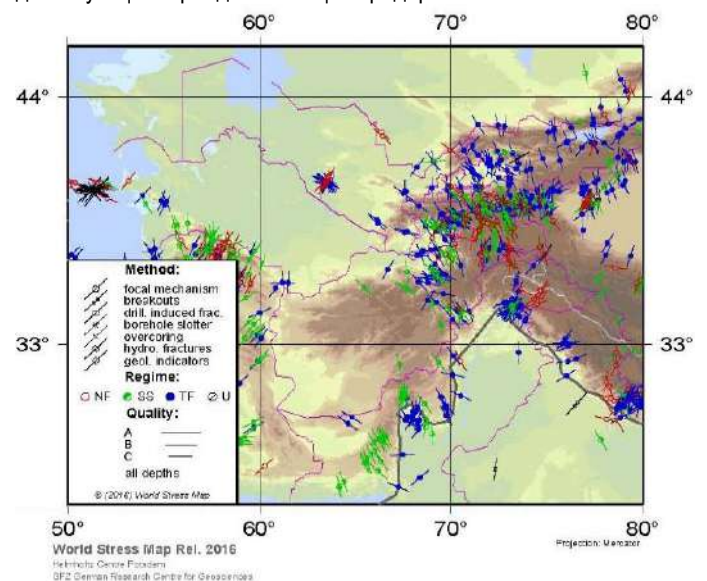 60° 70° 80°
44° 44°
33° 33°
Method:
focal mechanism
breakouts
drill. induced frac.
borehole slotter
overcoring
hydro. fractures
geol. indicators
Regime:
NF SS TF U
Quality:
A
B
C
all depths
© (2016) World Stress Map
50° 60° 70° 80°
Projection: Mercator
World Stress Map Rel. 2016
Helmholtz Centre Potsdam
GFZ German Research Centre for Geosciences